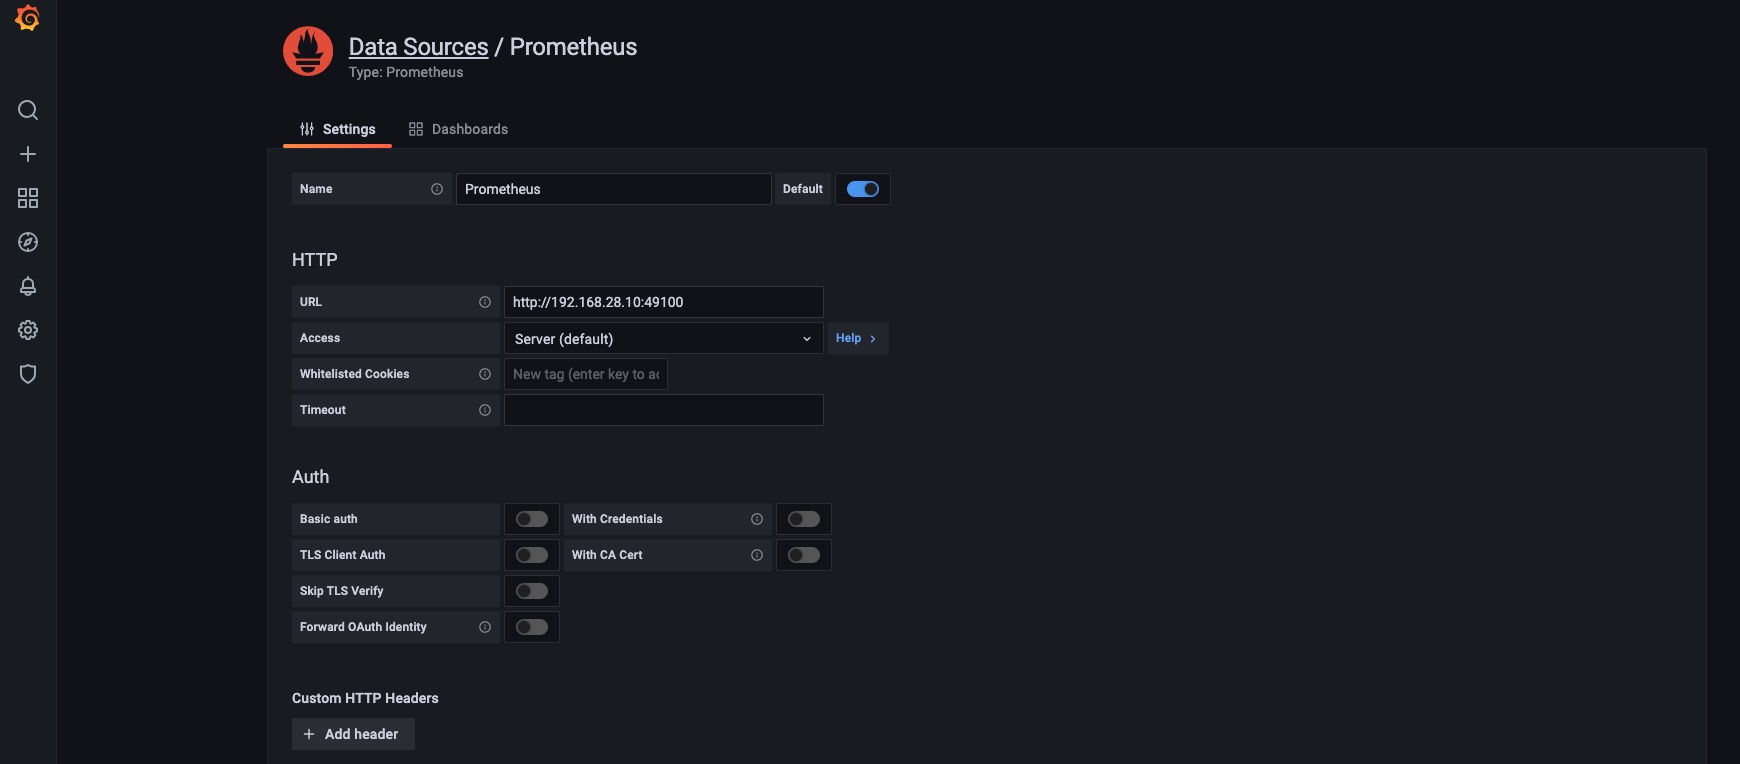 Data Sources / Prometheus
Type: Prometheus
Settings Dashboards
Name Prometheus Default
HTTP
URL http://192.168.28.10:49100
Access Server (default) Help
Whitelisted Cookies New tag (enter key to ac
Timeout
Auth
Basic auth With Credentials
TLS Client Auth With CA Cert
Skip TLS Verify
Forward OAuth Identity
Custom HTTP Headers
+ Add header